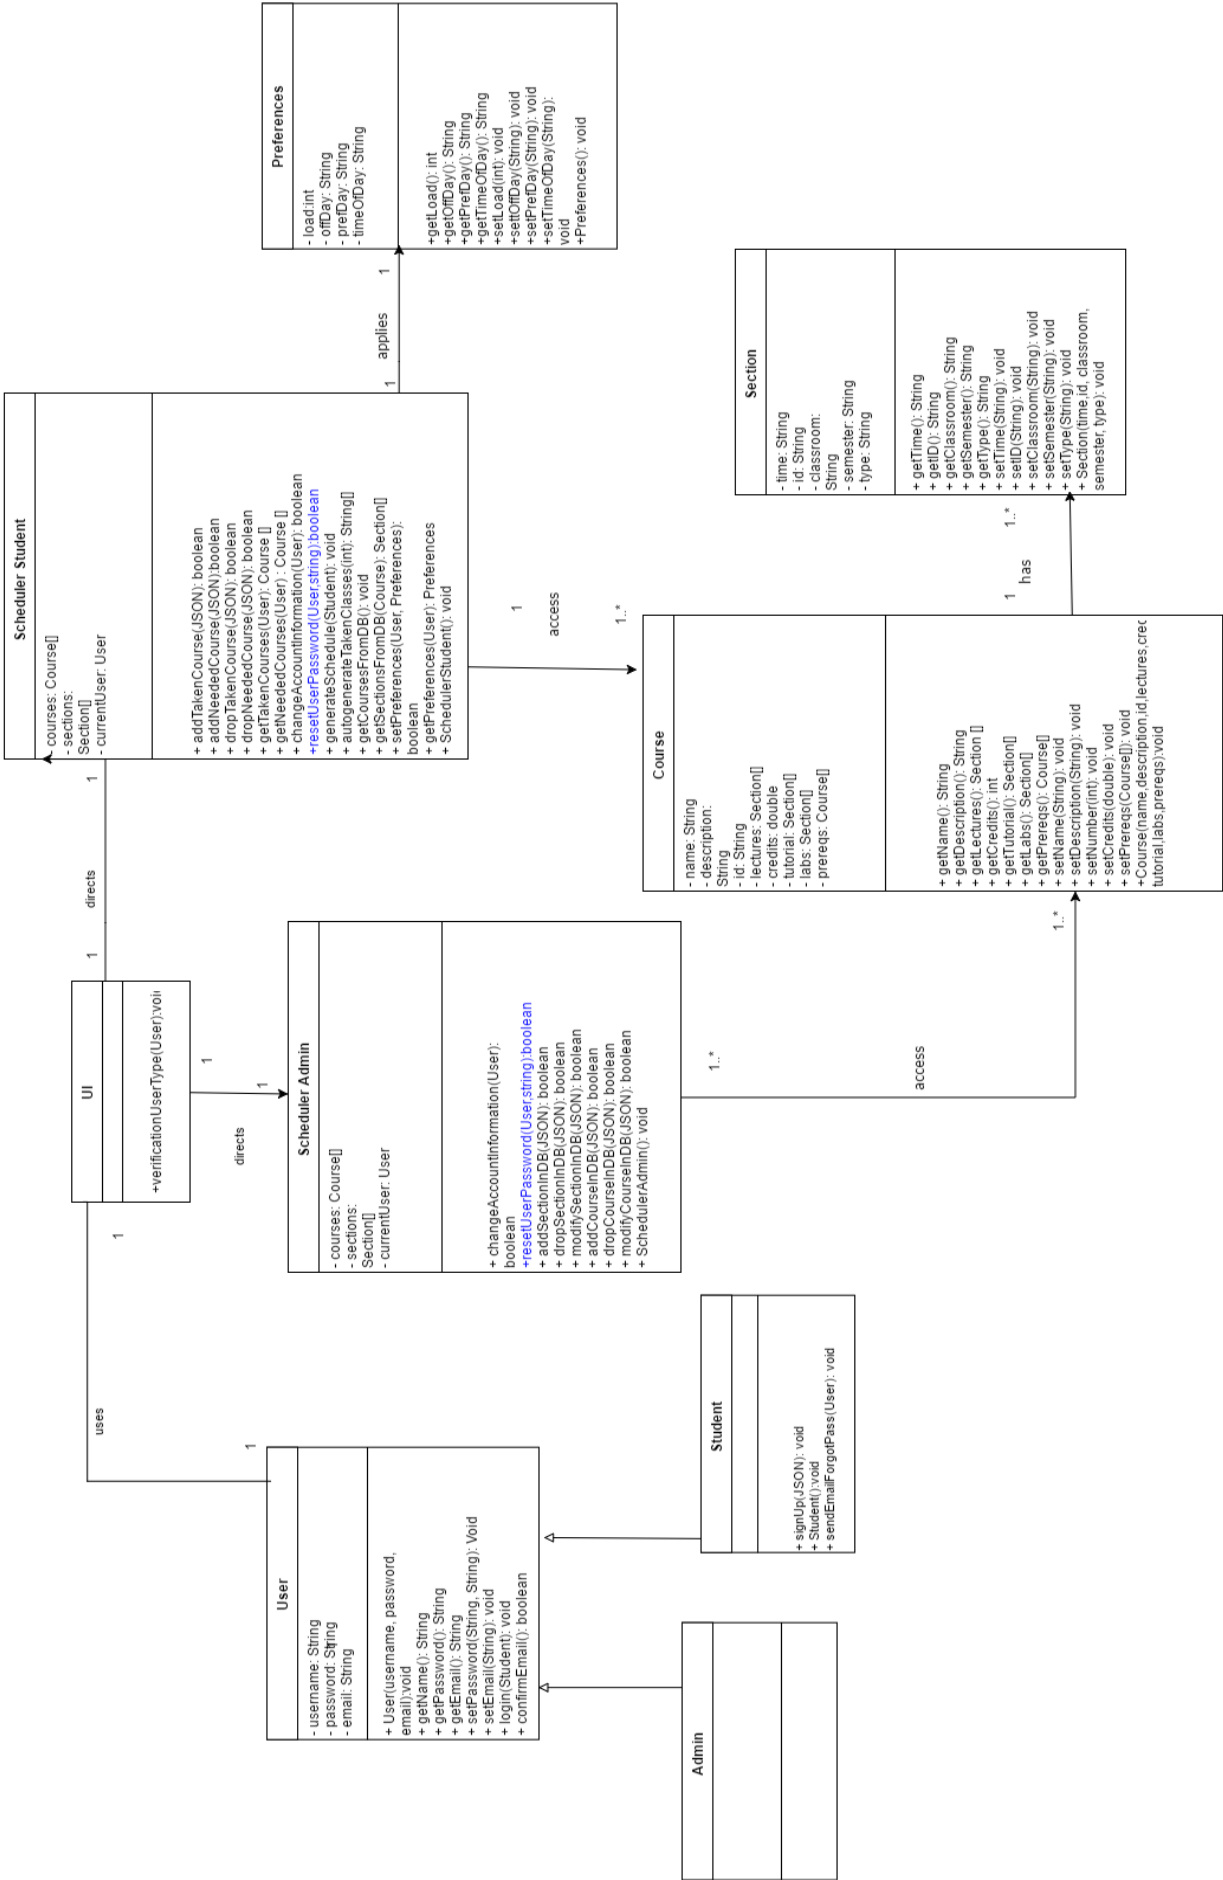 User
- username: String
- password: String
- email: String
+ User(username, password,
email):void
+ getName(): String
+ getPassword(): String
+ getEmail(): String
+ setPassword(String, String): Void
+ setEmail(String): void
+ login(Student): void
+ confirmEmail(): boolean
Admin
Student
+ signUp(JSON): void
+ Student():void
+ sendEmailForgotPass(User): void
1
uses
1
UI
+verificationUserType(User):voi
1
directs
1
1
directs
1
Scheduler Admin
- courses: Course[]
- sections:
Section[]
- currentUser: User
+ changeAccountInformation(User):
boolean
+resetUserPassword(User,string):boolean
+ addSectionInDB(JSON): boolean
+ dropSectionInDB(JSON): boolean
+ modifySectionInDB(JSON): boolean
+ addCourseInDB(JSON): boolean
+ dropCourseInDB(JSON): boolean
+ modifyCourseInDB(JSON): boolean
+ SchedulerAdmin(): void
1..*
access
1..*
Scheduler Student
- courses: Course[]
- sections:
Section[]
- currentUser: User
+ addTakenCourse(JSON): boolean
+ addNeededCourse(JSON):boolean
+ dropTakenCourse(JSON): boolean
+ dropNeededCourse(JSON): boolean
+ getTakenCourses(User): Course []
+ getNeededCourses(User) : Course []
+ changeAccountInformation(User): boolean
+resetUserPassword(User,string):boolean
+ generateSchedule(Student): void
+ autogenerateTakenClasses(int): String[]
+ getCoursesFromDB(): void
+ getSectionsFromDB(Course): Section[]
+ setPreferences(User, Preferences):
boolean
+ getPreferences(User): Preferences
+ SchedulerStudent(): void
1
applies
1
1
access
1..*
Preferences
- load:int
- offDay: String
- prefDay: String
- timeOfDay: String
+getLoad(): int
+getOffDay(): String
+getPrefDay(): String
+getTimeOfDay(): String
+setLoad(int): void
+settOffDay(String): void
+setPrefDay(String): void
+setTimeOfDay(String):
void
+Preferences(): void
Course
- name: String
- description:
String
- id: String
- lectures: Section[]
- credits: double
- tutorial: Section[]
- labs: Section[]
- prereqs: Course[]
+ getName(): String
+ getDescription(): String
+ getLectures(): Section []
+ getCredits(): int
+ getTutorial(): Section[]
+ getLabs(): Section[]
+ getPrereqs(): Course[]
+ setName(String): void
+ setDescription(String): void
+ setNumber(int): void
+ setCredits(double): void
+ setPrereqs(Course[]): void
+Course(name,description,id,lectures,crec
tutorial,labs,prereqs):void
1
has
1..*
Section
- time: String
- id: String
- classroom:
String
- semester: String
- type: String
+ getTime(): String
+ getID(): String
+ getClassroom(): String
+ getSemester(): String
+ getType(): String
+ setTime(String): void
+ setID(String): void
+ setClassroom(String): void
+ setSemester(String): void
+ setType(String): void
+ Section(time,id, classroom,
semester, type): void